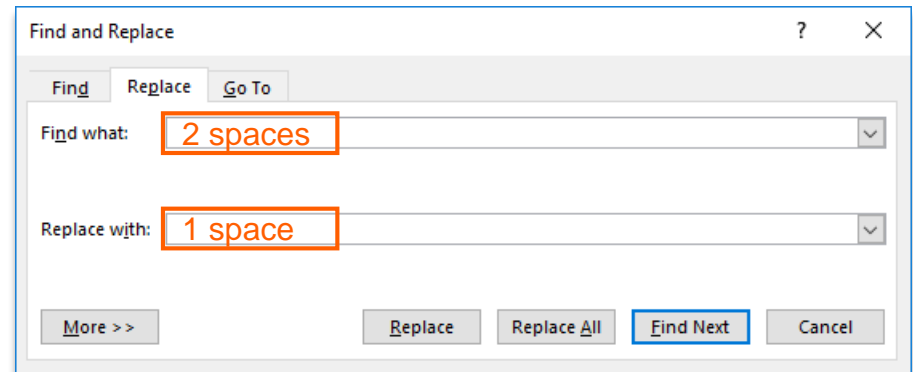 Find and Replace ? ×
Find Replace Go To
Find what: 2 spaces
Replace with: 1 space
More >> Replace Replace All Find Next Cancel